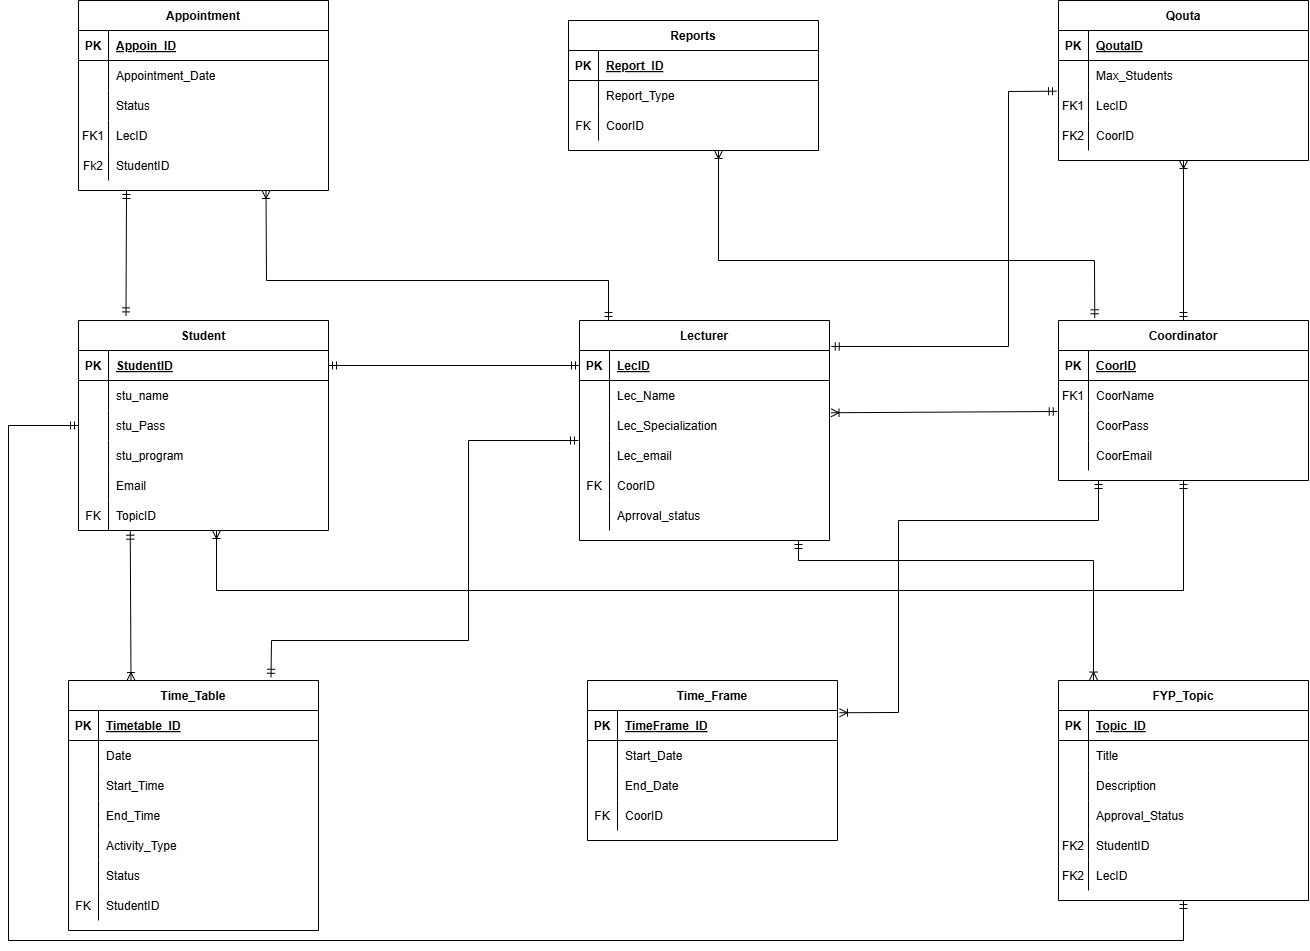 Appointment
PK Appoin_ID
Appointment_Date
Status
FK1 LecID
Fk2 StudentID
Reports
PK Report_ID
Report_Type
FK CoorID
Qouta
PK QoutaID
Max_Students
FK1 LecID
FK2 CoorID
Student
PK StudentID
stu_name
stu_Pass
stu_program
Email
FK TopicID
Lecturer
PK LecID
Lec_Name
Lec_Specialization
Lec_email
FK CoorID
Aprroval_status
Coordinator
PK CoorID
FK1 CoorName
CoorPass
CoorEmail
Time_Table
PK Timetable_ID
Date
Start_Time
End_Time
Activity_Type
Status
FK StudentID
Time_Frame
PK TimeFrame_ID
Start_Date
End_Date
FK CoorID
FYP_Topic
PK Topic_ID
Title
Description
Approval_Status
FK2 StudentID
FK2 LecID